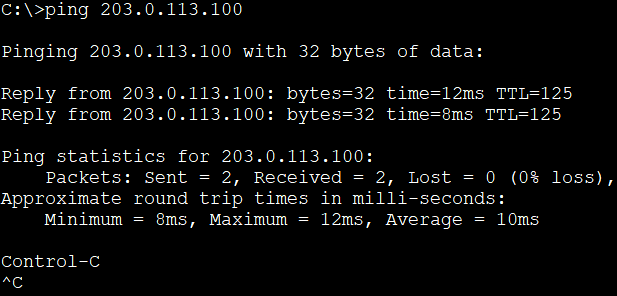 C:\>ping 203.0.113.100
Pinging 203.0.113.100 with 32 bytes of data:
Reply from 203.0.113.100: bytes=32 time=12ms TTL=125
Reply from 203.0.113.100: bytes=32 time=8ms TTL=125
Ping statistics for 203.0.113.100:
    Packets: Sent = 2, Received = 2, Lost = 0 (0% loss),
Approximate round trip times in milli-seconds:
    Minimum = 8ms, Maximum = 12ms, Average = 10ms
Control-C
^C